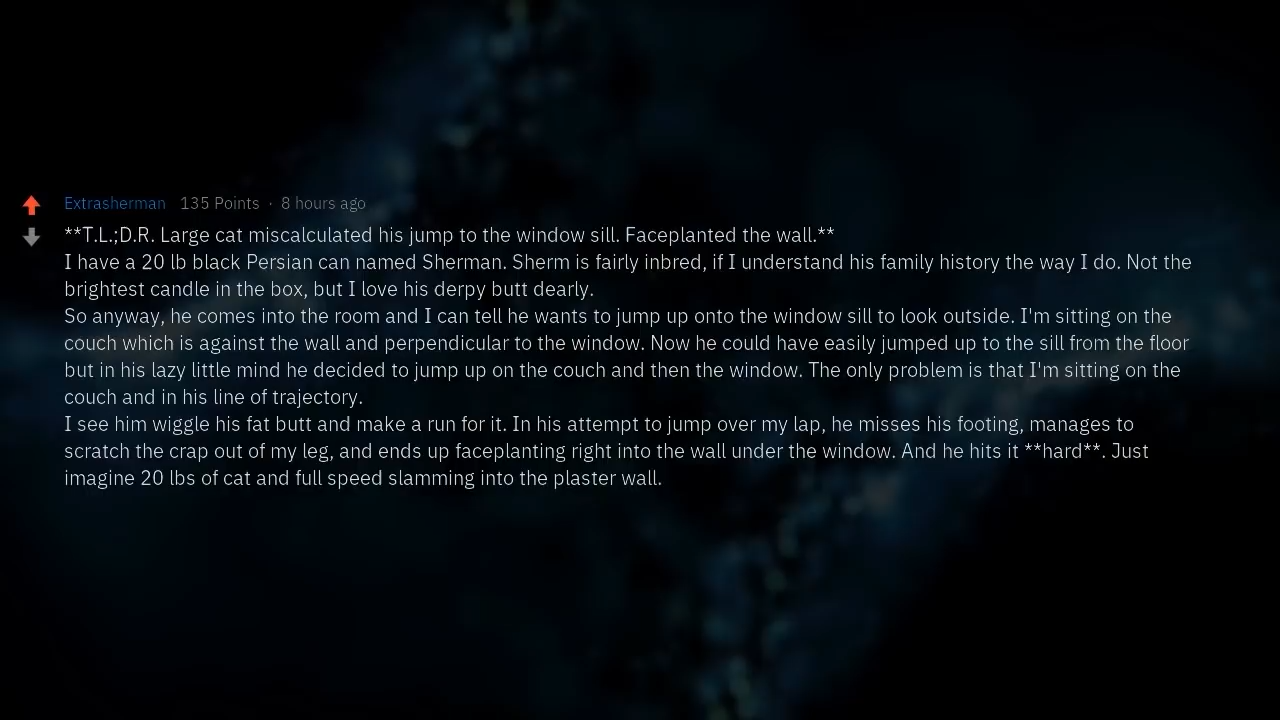 Extrasherman 135 Points · 8 hours ago
**T.L.;D.R. Large cat miscalculated his jump to the window sill. Faceplanted the wall.**
I have a 20 lb black Persian can named Sherman. Sherm is fairly inbred, if I understand his family history the way I do. Not the
brightest candle in the box, but I love his derpy butt dearly.
So anyway, he comes into the room and I can tell he wants to jump up onto the window sill to look outside. I'm sitting on the
couch which is against the wall and perpendicular to the window. Now he could have easily jumped up to the sill from the floor
but in his lazy little mind he decided to jump up on the couch and then the window. The only problem is that I'm sitting on the
couch and in his line of trajectory.
I see him wiggle his fat butt and make a run for it. In his attempt to jump over my lap, he misses his footing, manages to
scratch the crap out of my leg, and ends up faceplanting right into the wall under the window. And he hits it **hard**. Just
imagine 20 lbs of cat and full speed slamming into the plaster wall.